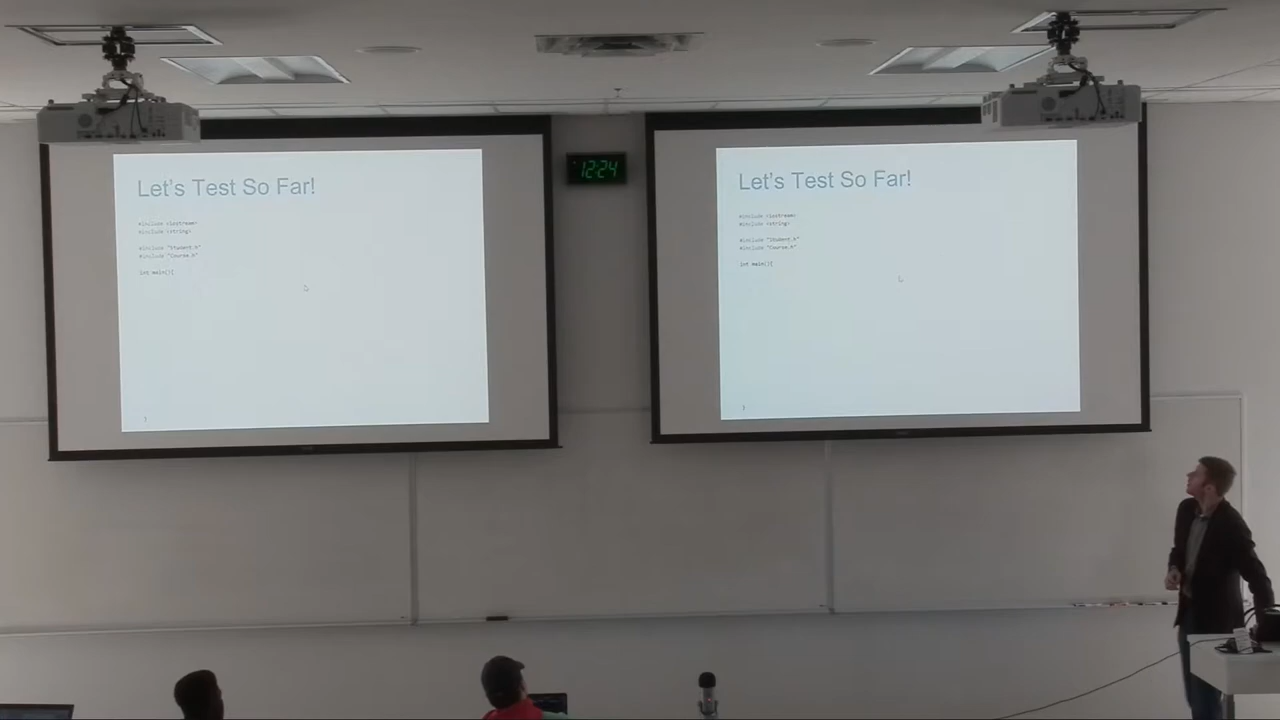 Let's Test So Far!
#include <iostream>
#include <string>
#include "Student.h"
#include "Course.h"
int main(){
}
12:24
Let's Test So Far!
#include <iostream>
#include <string>
#include "Student.h"
#include "Course.h"
int main(){
}